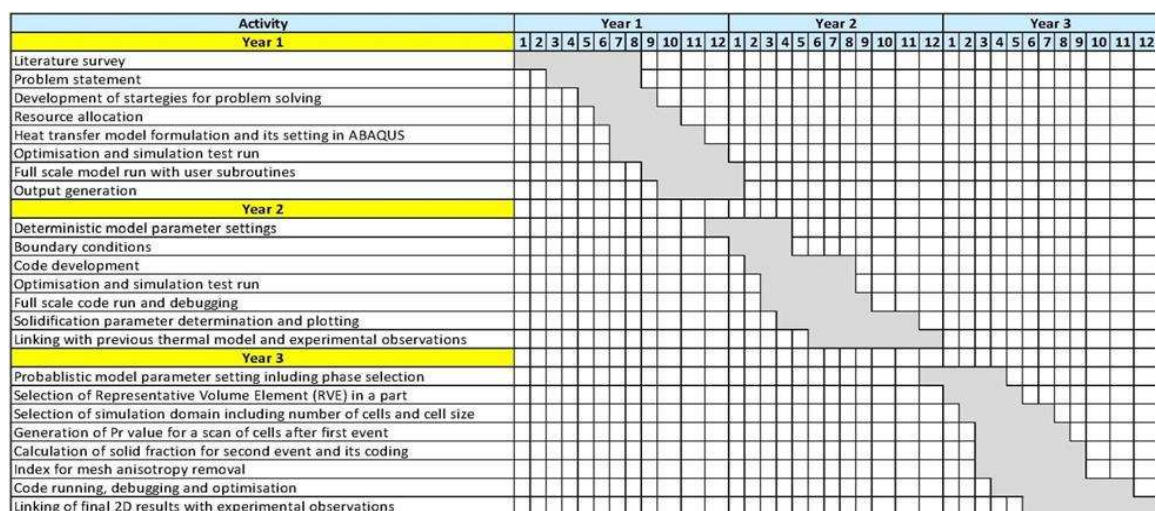 Activity Year 1 Year 2 Year 3
Year 1 1 2 3 4 5 6 7 8 9 10 11 12 1 2 3 4 5 6 7 8 9 10 11 12 1 2 3 4 5 6 7 8 9 10 11 12
Literature survey
Problem statement
Development of startegies for problem solving
Resource allocation
Heat transfer model formulation and its setting in ABAQUS
Optimisation and simulation test run
Full scale model run with user subroutines
Output generation
Year 2
Deterministic model parameter settings
Boundary conditions
Code development
Optimisation and simulation test run
Full scale code run and debugging
Solidification parameter determination and plotting
Linking with previous thermal model and experimental observations
Year 3
Probablistic model parameter setting inluding phase selection
Selection of Representative Volume Element (RVE) in a part
Selection of simulation domain including number of cells and cell size
Generation of Pr value for a scan of cells after first event
Calculation of solid fraction for second event and its coding
Index for mesh anisotropy removal
Code running, debugging and optimisation
Linking of final 2D results with experimental observations